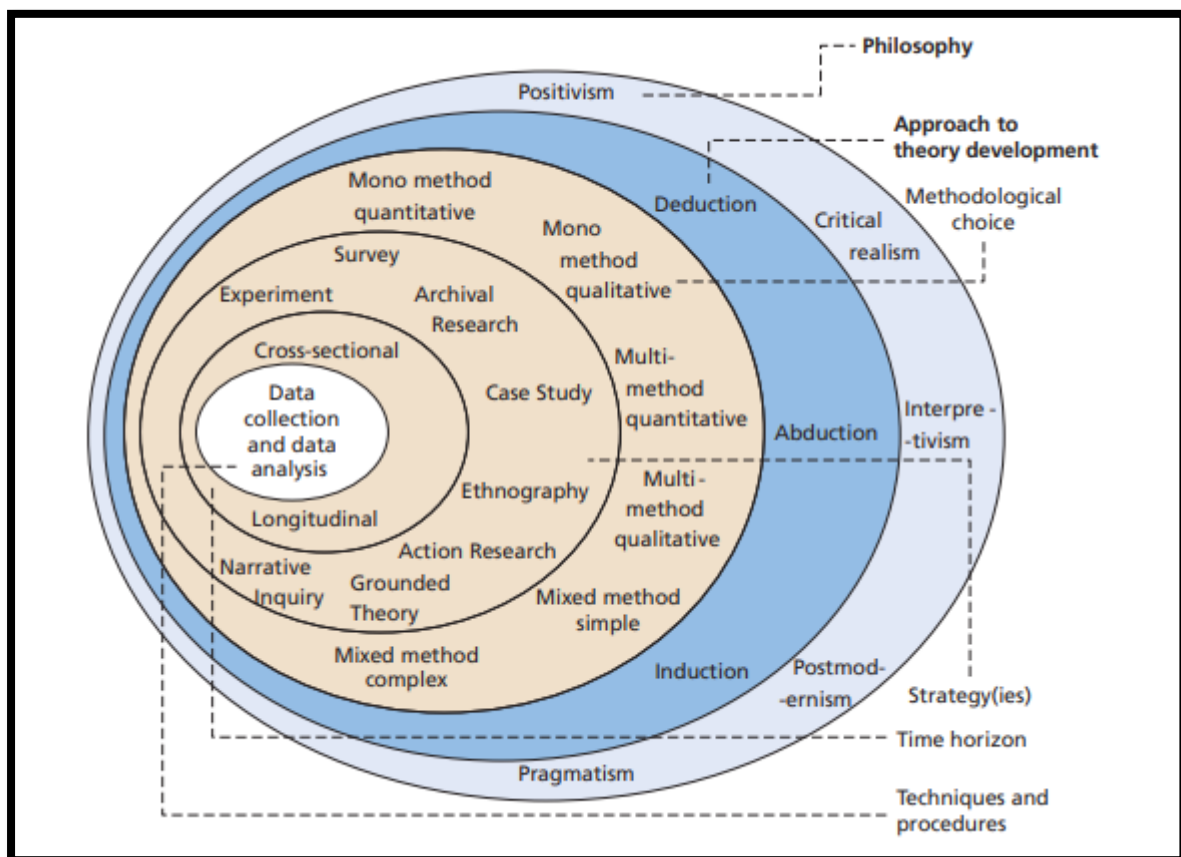 Philosophy
Positivism
Approach to
theory development
Deduction
Critical
realism
Methodological
choice
Mono method
quantitative
Mono
method
qualitative
Survey
Experiment
Archival
Research
Cross-sectional
Data
collection
and data
analysis
Case Study
Multi-
method
quantitative
Abduction
Interpre -
-tivism
Longitudinal
Ethnography
Multi-
method
qualitative
Action Research
Narrative
Inquiry
Grounded
Theory
Mixed method
simple
Mixed method
complex
Induction
Postmod-
-ernism
Strategy(ies)
Time horizon
Pragmatism
Techniques and
procedures